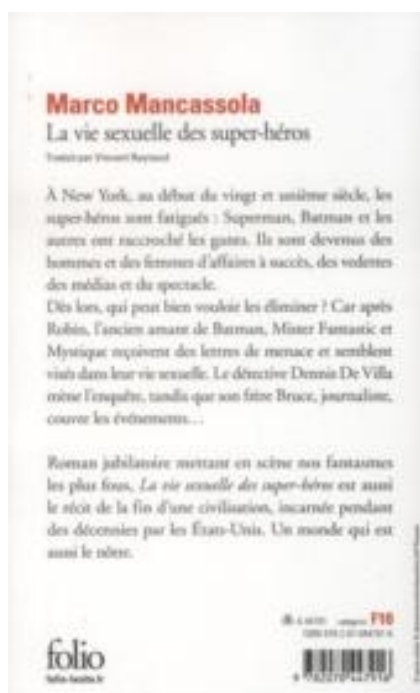 Marco Mancassola
La vie sexuelle des super-héros
Traduit par Vincent Raynaud
À New York, au début du vingt et unième siècle, les
super-héros sont fatigués : Superman, Batman et les
autres ont raccroché les gants. Ils sont devenus des
hommes et des femmes d'affaires à succès, des vedettes
des médias et du spectacle.
Dès lors, qui peut bien vouloir les éliminer ? Car après
Robin, l'ancien amant de Batman, Mister Fantastic et
Mystique reçoivent des lettres de menace et semblent
visés dans leur vie sexuelle. Le détective Dennis De Villa
mène l'enquête, tandis que son frère Bruce, journaliste,
couvre les événements…
Roman jubilatoire mettant en scène nos fantasmes
les plus fous, La vie sexuelle des super-héros est aussi
le récit de la fin d'une civilisation, incarnée pendant
des décennies par les États-Unis. Un monde qui est
aussi le nôtre.
catégorie F10
folio
folio-lesite.fr